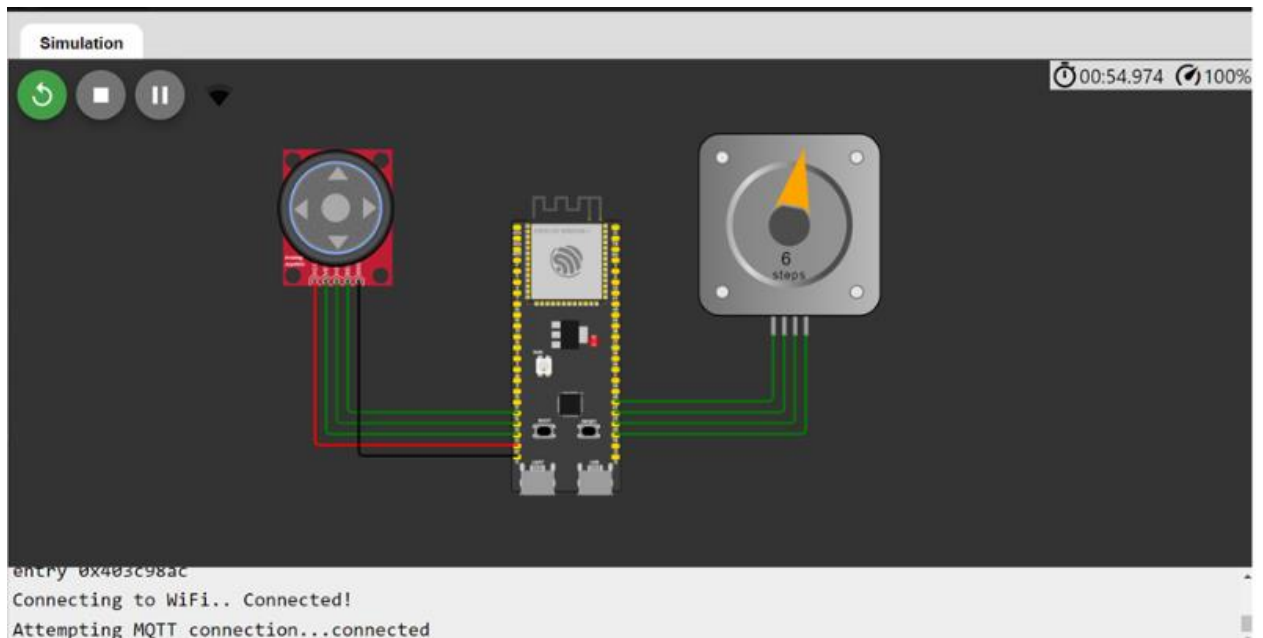 Simulation
00:54.974 100%
6
steps
entry 0x403c98ac
Connecting to WiFi.. Connected!
Attempting MQTT connection...connected